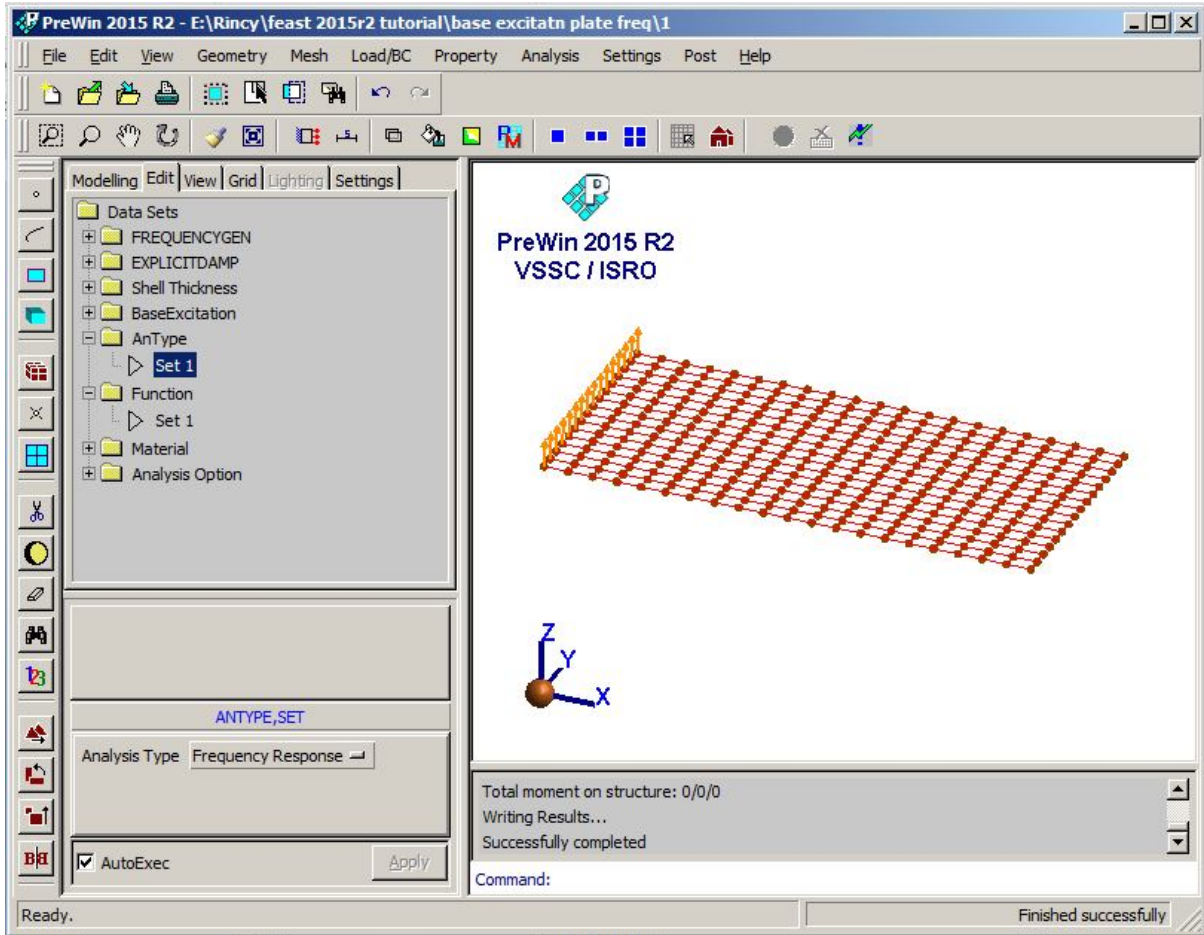 PreWin 2015 R2 - E:\Rincy\feast 2015r2 tutorial\base excitatn plate freq\1
File Edit View Geometry Mesh Load/BC Property Analysis Settings Post Help
Modelling Edit View Grid Lighting Settings
Data Sets
FREQUENCYGEN
EXPLICITDAMP
Shell Thickness
BaseExcitation
AnType
Set 1
Function
Set 1
Material
Analysis Option
ANTYPE,SET
Analysis Type Frequency Response
AutoExec Apply
PreWin 2015 R2
VSSC / ISRO
Z
Y
X
Total moment on structure: 0/0/0
Writing Results...
Successfully completed
Command:
Ready. Finished successfully